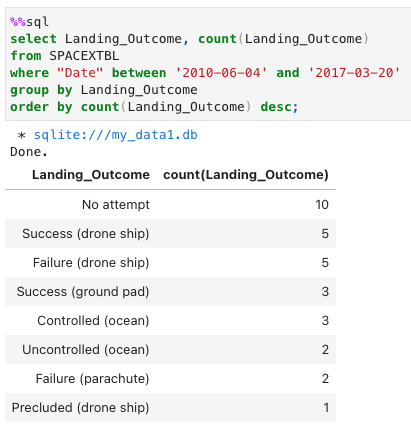 %%sql
select Landing_Outcome, count(Landing_Outcome)
from SPACEXTBL
where "Date" between '2010-06-04' and '2017-03-20'
group by Landing_Outcome
order by count(Landing_Outcome) desc;
* sqlite:///my_data1.db
Done.
Landing_Outcome count(Landing_Outcome)
No attempt 10
Success (drone ship) 5
Failure (drone ship) 5
Success (ground pad) 3
Controlled (ocean) 3
Uncontrolled (ocean) 2
Failure (parachute) 2
Precluded (drone ship) 1